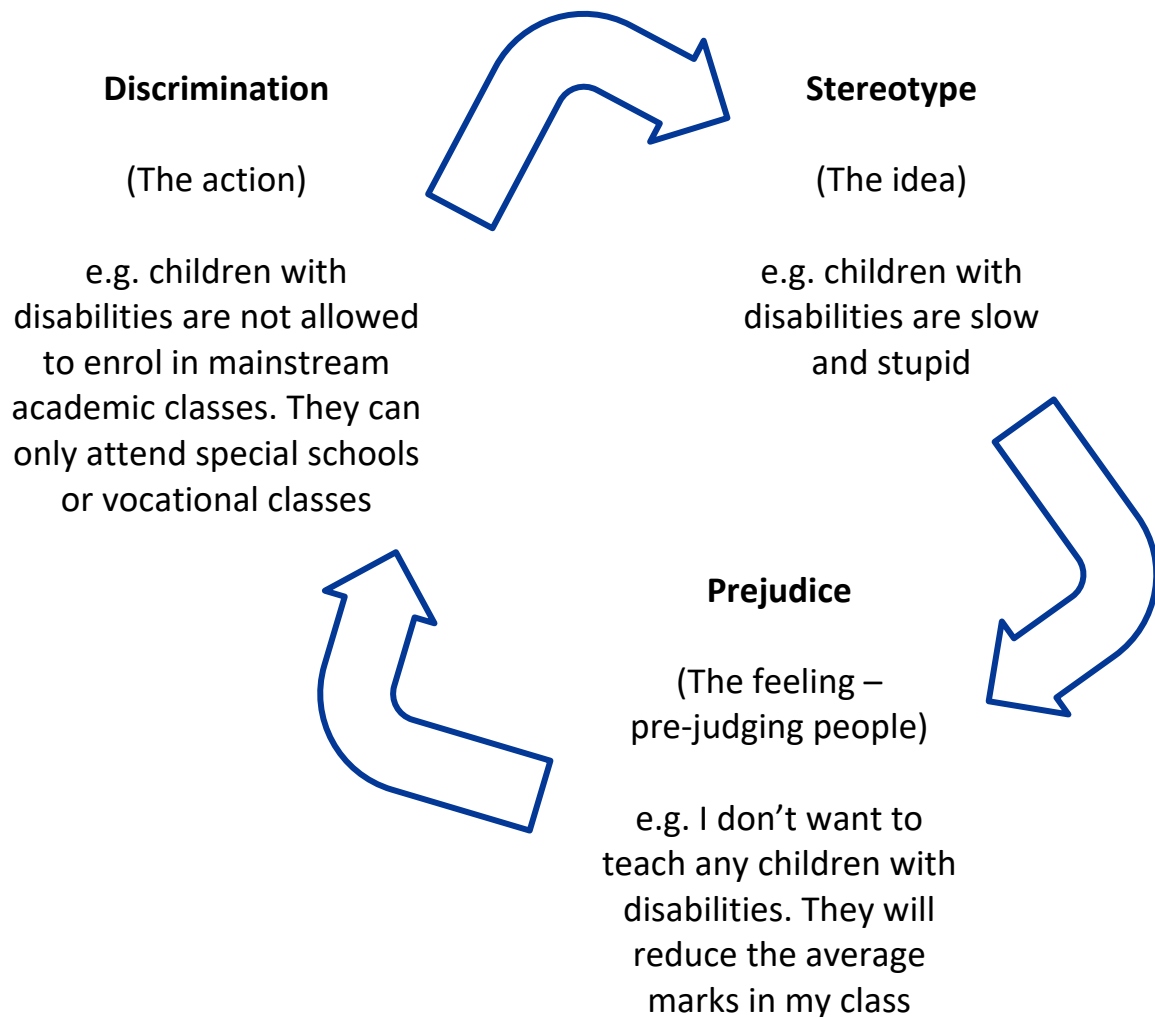 Discrimination
(The action)
e.g. children with
disabilities are not allowed
to enrol in mainstream
academic classes. They can
only attend special schools
or vocational classes
Stereotype
(The idea)
e.g. children with
disabilities are slow
and stupid
Prejudice
(The feeling –
pre-judging people)
e.g. I don’t want to
teach any children with
disabilities. They will
reduce the average
marks in my class